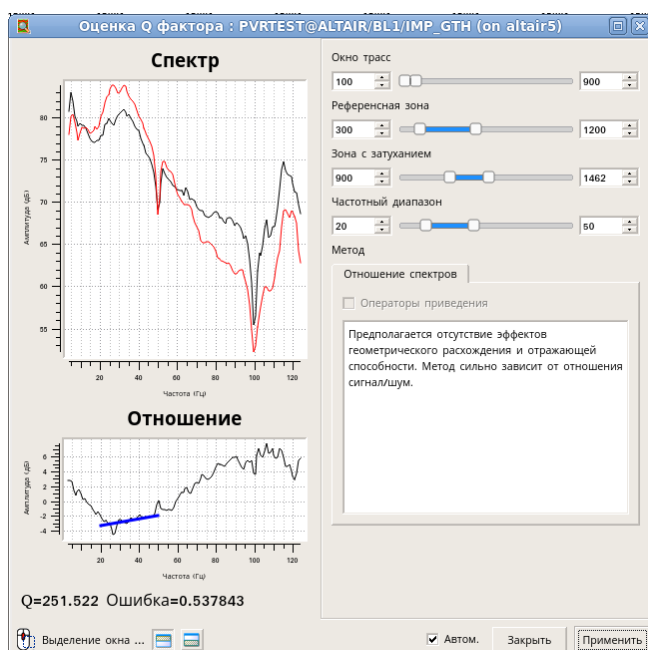 Оценка Q фактора : PVRTEST@ALTAIR/BL1/IMP_GTH (on altair5)
Спектр
80
75
70
65
60
55
Амплитуда (дБ)
20 40 60 80 100 120
Частота (Гц)
Отношение
6
4
2
0
-2
-4
Амплитуда (дБ)
20 40 60 80 100 120
Частота (Гц)
Q=251.522 Ошибка=0.537843
Окно трасс
100 900
Референсная зона
300 1200
Зона с затуханием
900 1462
Частотный диапазон
20 50
Метод
Отношение спектров
Операторы приведения
Предполагается отсутствие эффектов
геометрического расхождения и отражающей
способности. Метод сильно зависит от отношения
сигнал/шум.
Выделение окна ...
Автом. Закрыть Применить